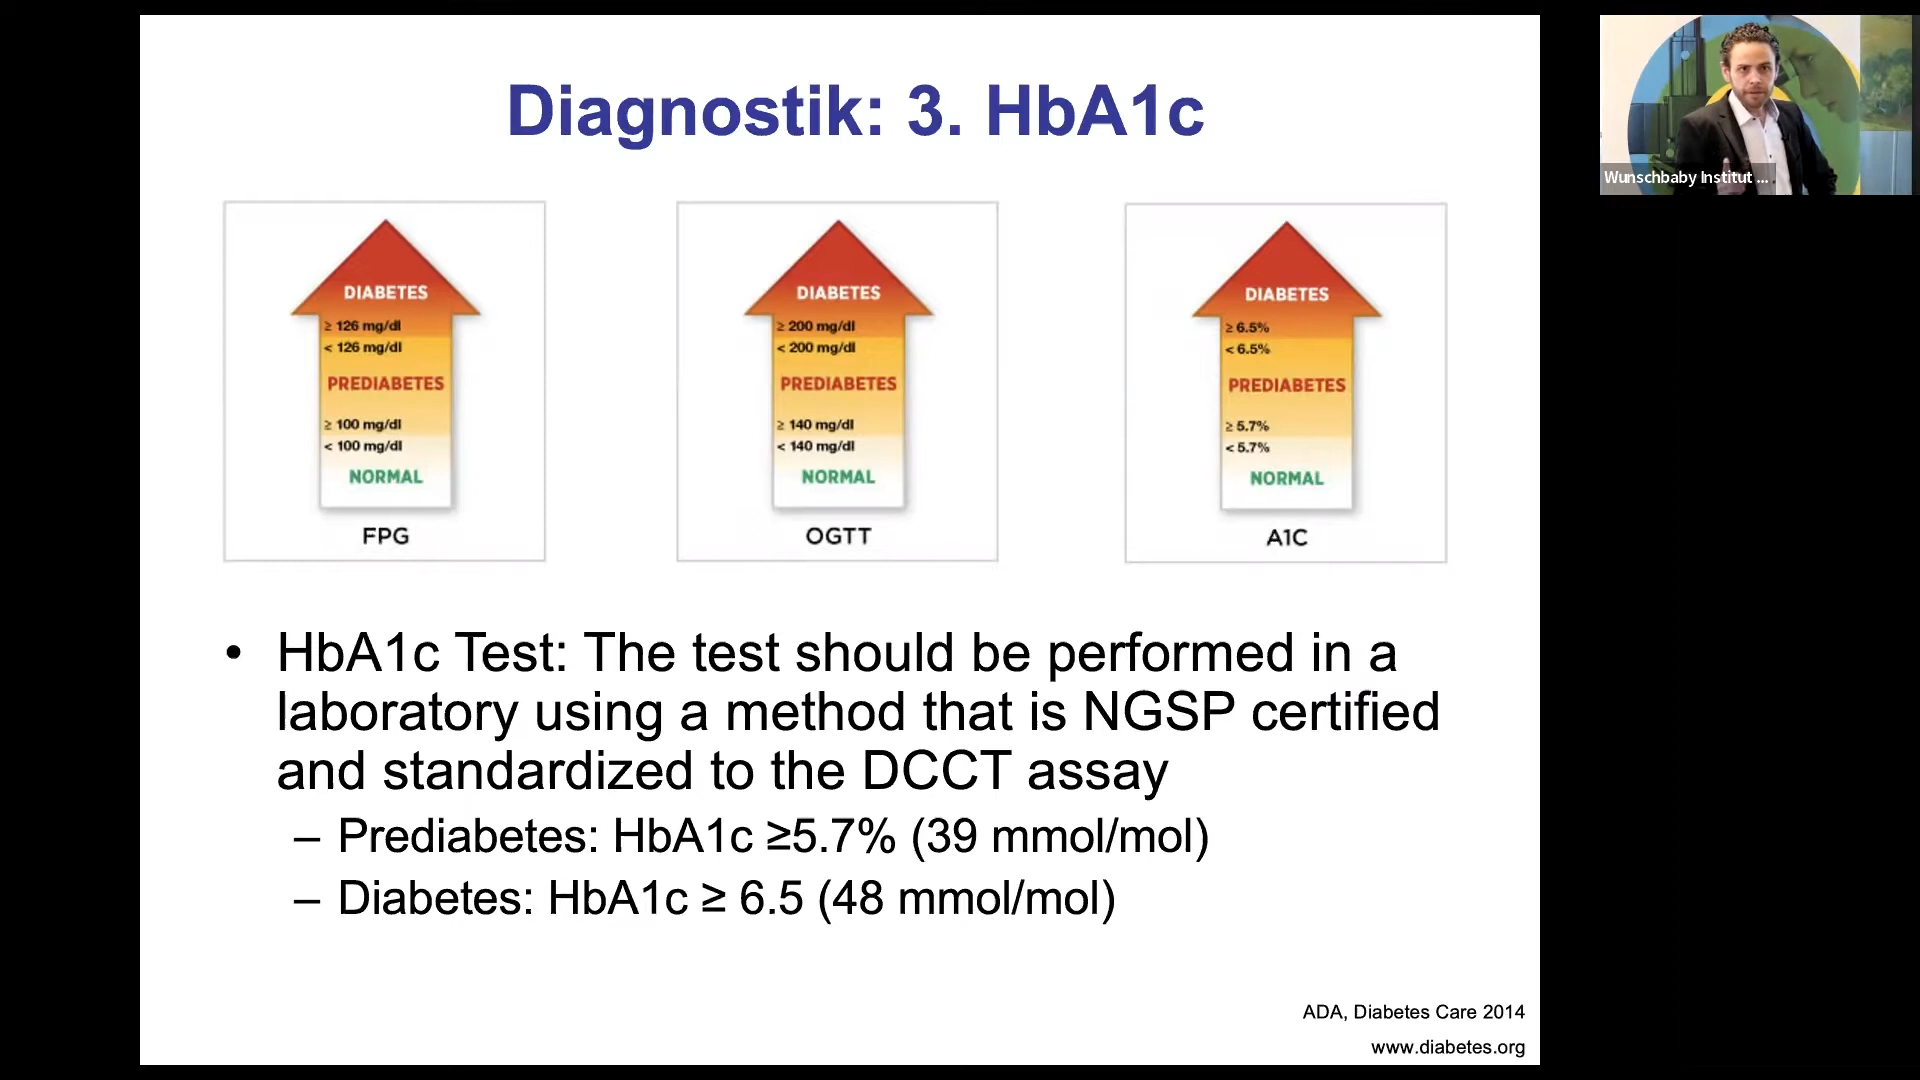 Diagnostik: 3. HbA1c
Wunschbaby Institut ...
DIABETES
≥ 126 mg/dl
< 126 mg/dl
PREDIABETES
≥ 100 mg/dl
< 100 mg/dl
NORMAL
FPG
DIABETES
≥ 200 mg/dl
< 200 mg/dl
PREDIABETES
≥ 140 mg/dl
< 140 mg/dl
NORMAL
OGTT
DIABETES
≥ 6.5%
< 6.5%
PREDIABETES
≥ 5.7%
< 5.7%
NORMAL
A1C
• HbA1c Test: The test should be performed in a
laboratory using a method that is NGSP certified
and standardized to the DCCT assay
– Prediabetes: HbA1c ≥5.7% (39 mmol/mol)
– Diabetes: HbA1c ≥ 6.5 (48 mmol/mol)
ADA, Diabetes Care 2014
www.diabetes.org